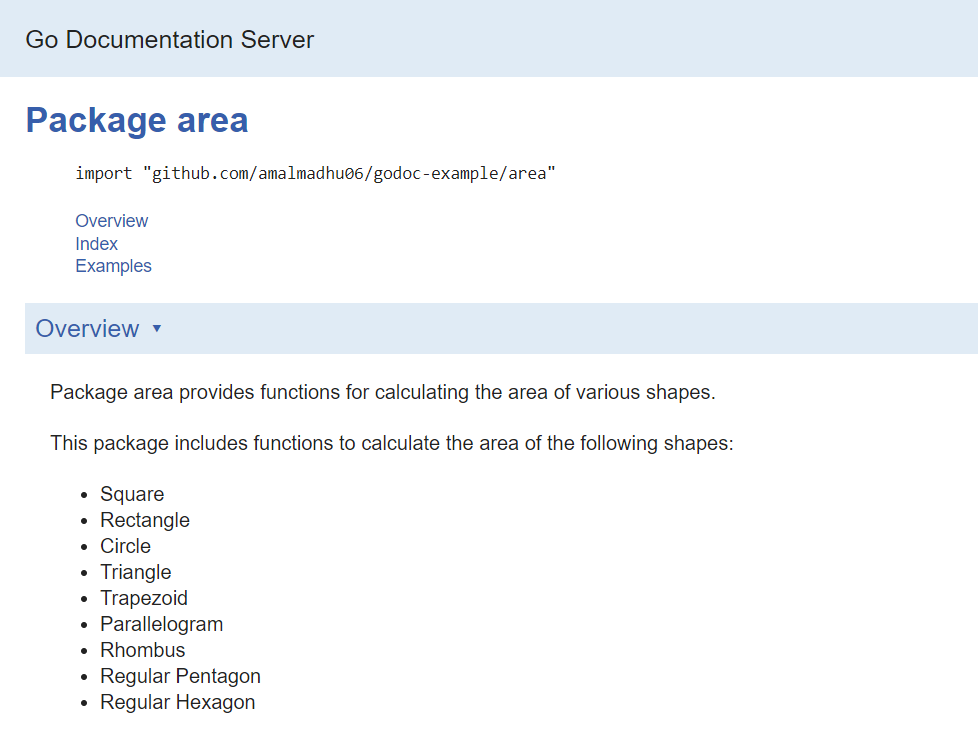 Go Documentation Server
Package area
import "github.com/amalmadhu06/godoc-example/area"
Overview
Index
Examples
Overview ▾
Package area provides functions for calculating the area of various shapes.
This package includes functions to calculate the area of the following shapes:
• Square
• Rectangle
• Circle
• Triangle
• Trapezoid
• Parallelogram
• Rhombus
• Regular Pentagon
• Regular Hexagon